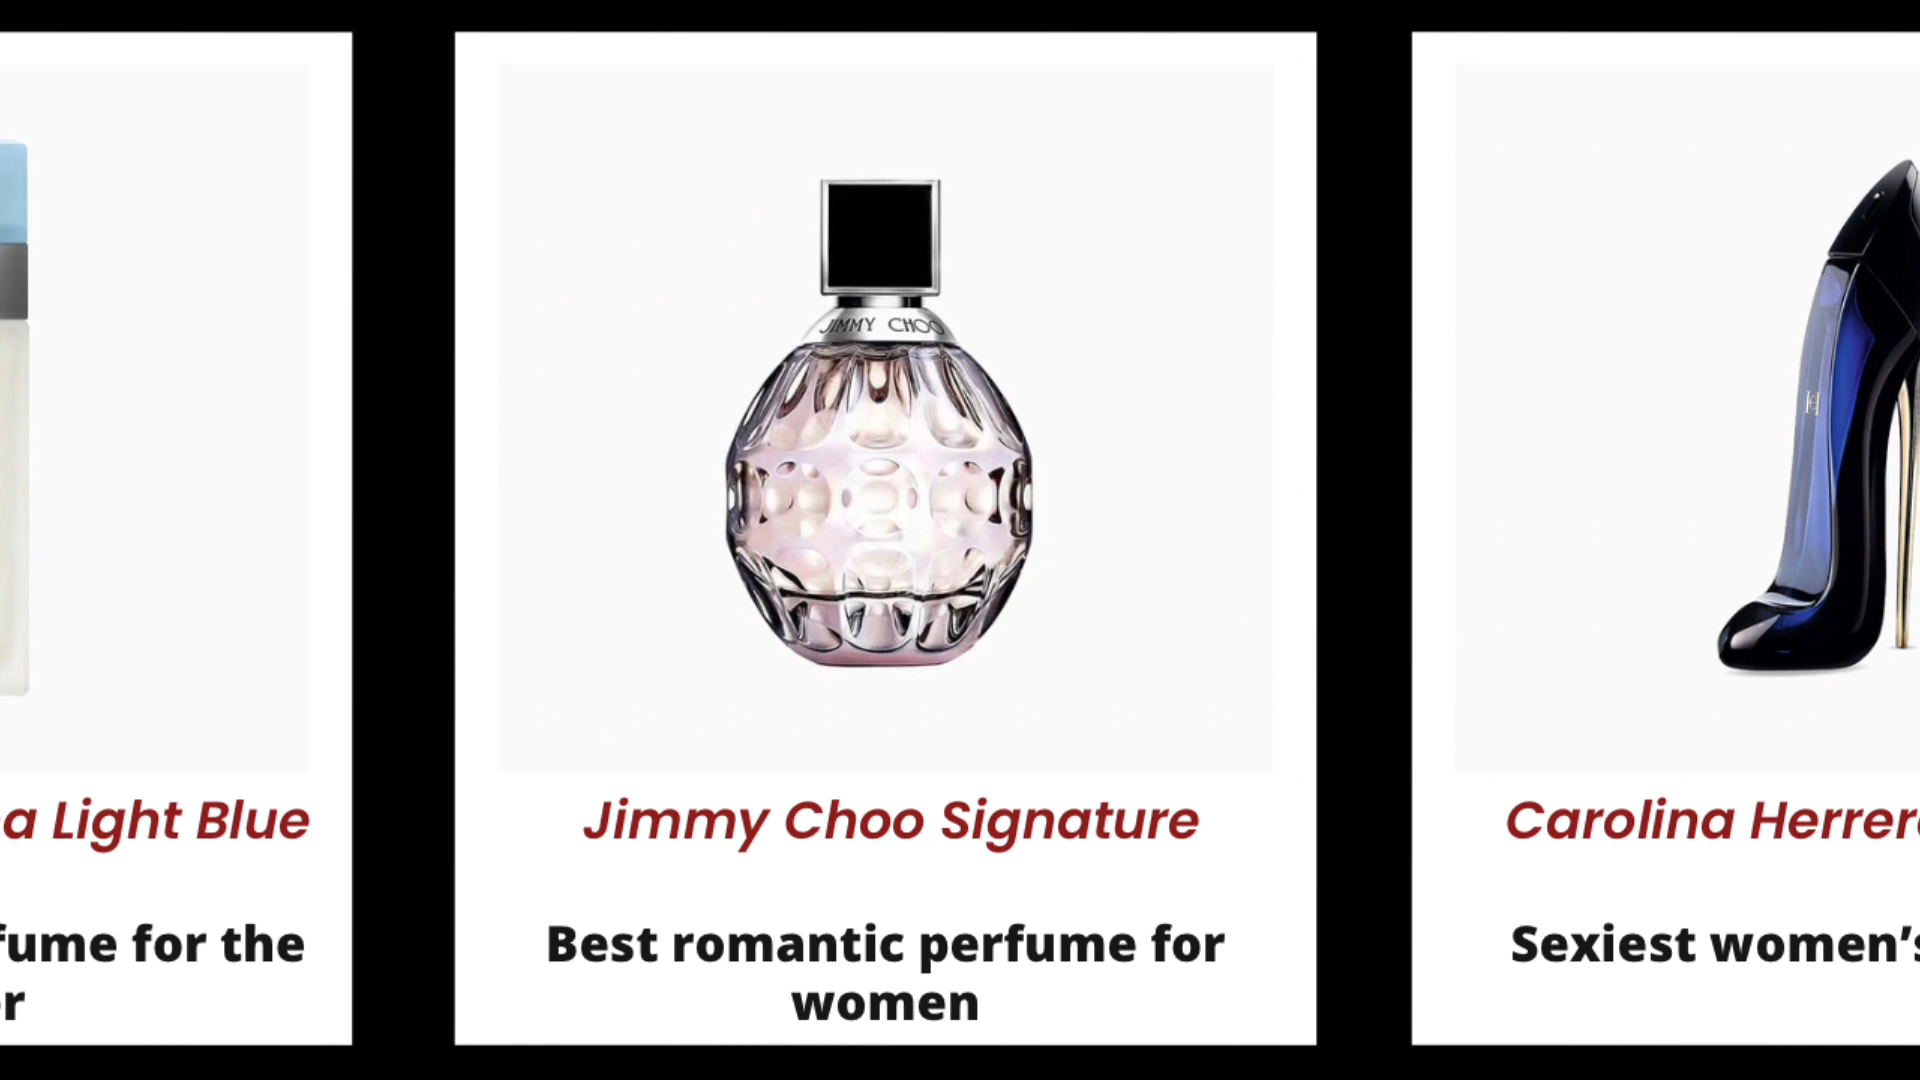 JIMMY CHOO
a Light Blue
Jimmy Choo Signature
Carolina Herrer
fume for the
Best romantic perfume for
women
Sexiest women's